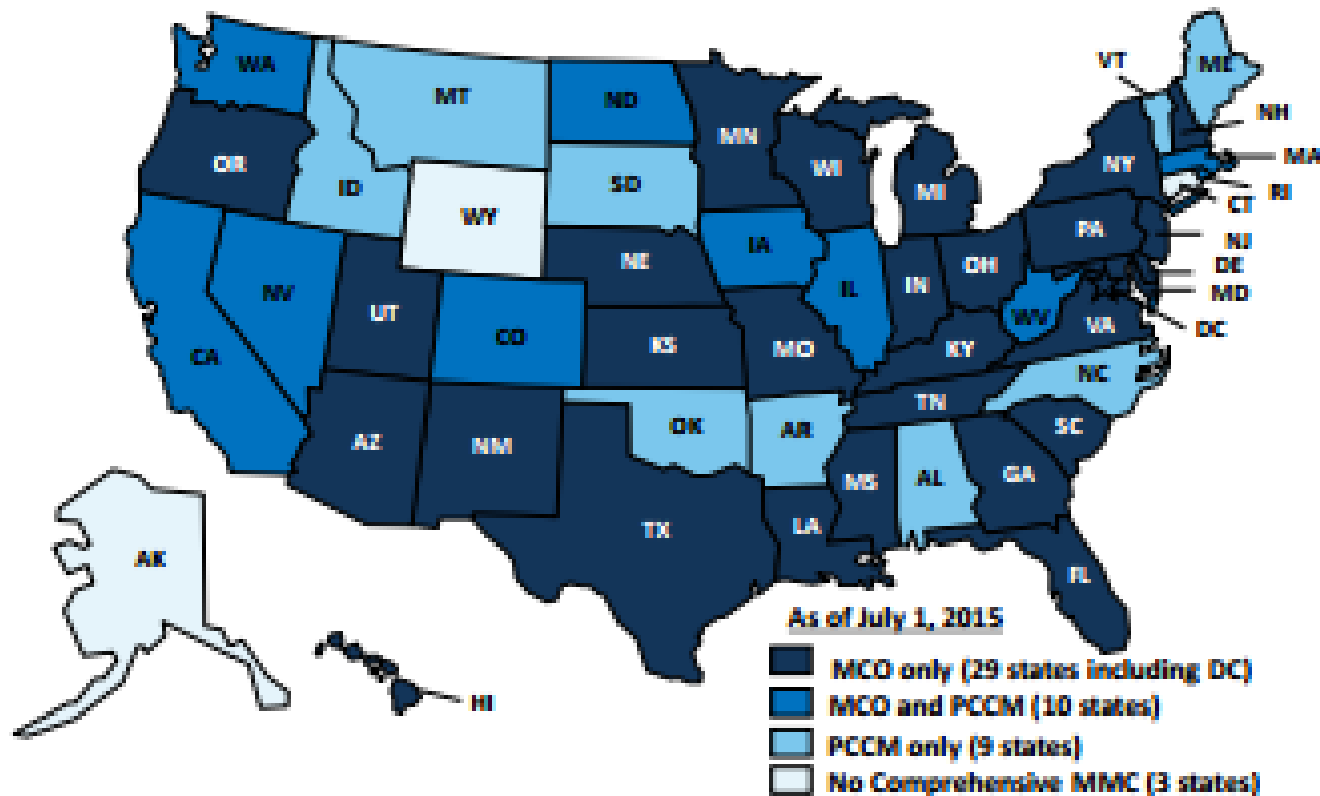 WA
MT
ND
MN
VT
ME
NH
MA
RI
CT
NJ
DE
MD
DC
OR
ID
WY
SD
WI
MI
NY
PA
NV
UT
CO
NE
IA
IL
IN
OH
WV
VA
CA
KS
MO
KY
NC
TN
SC
AZ
NM
OK
AR
MS
AL
GA
TX
LA
FL
AK
HI
As of July 1, 2015
MCO only (29 states including DC)
MCO and PCCM (10 states)
PCCM only (9 states)
No Comprehensive MMC (3 states)